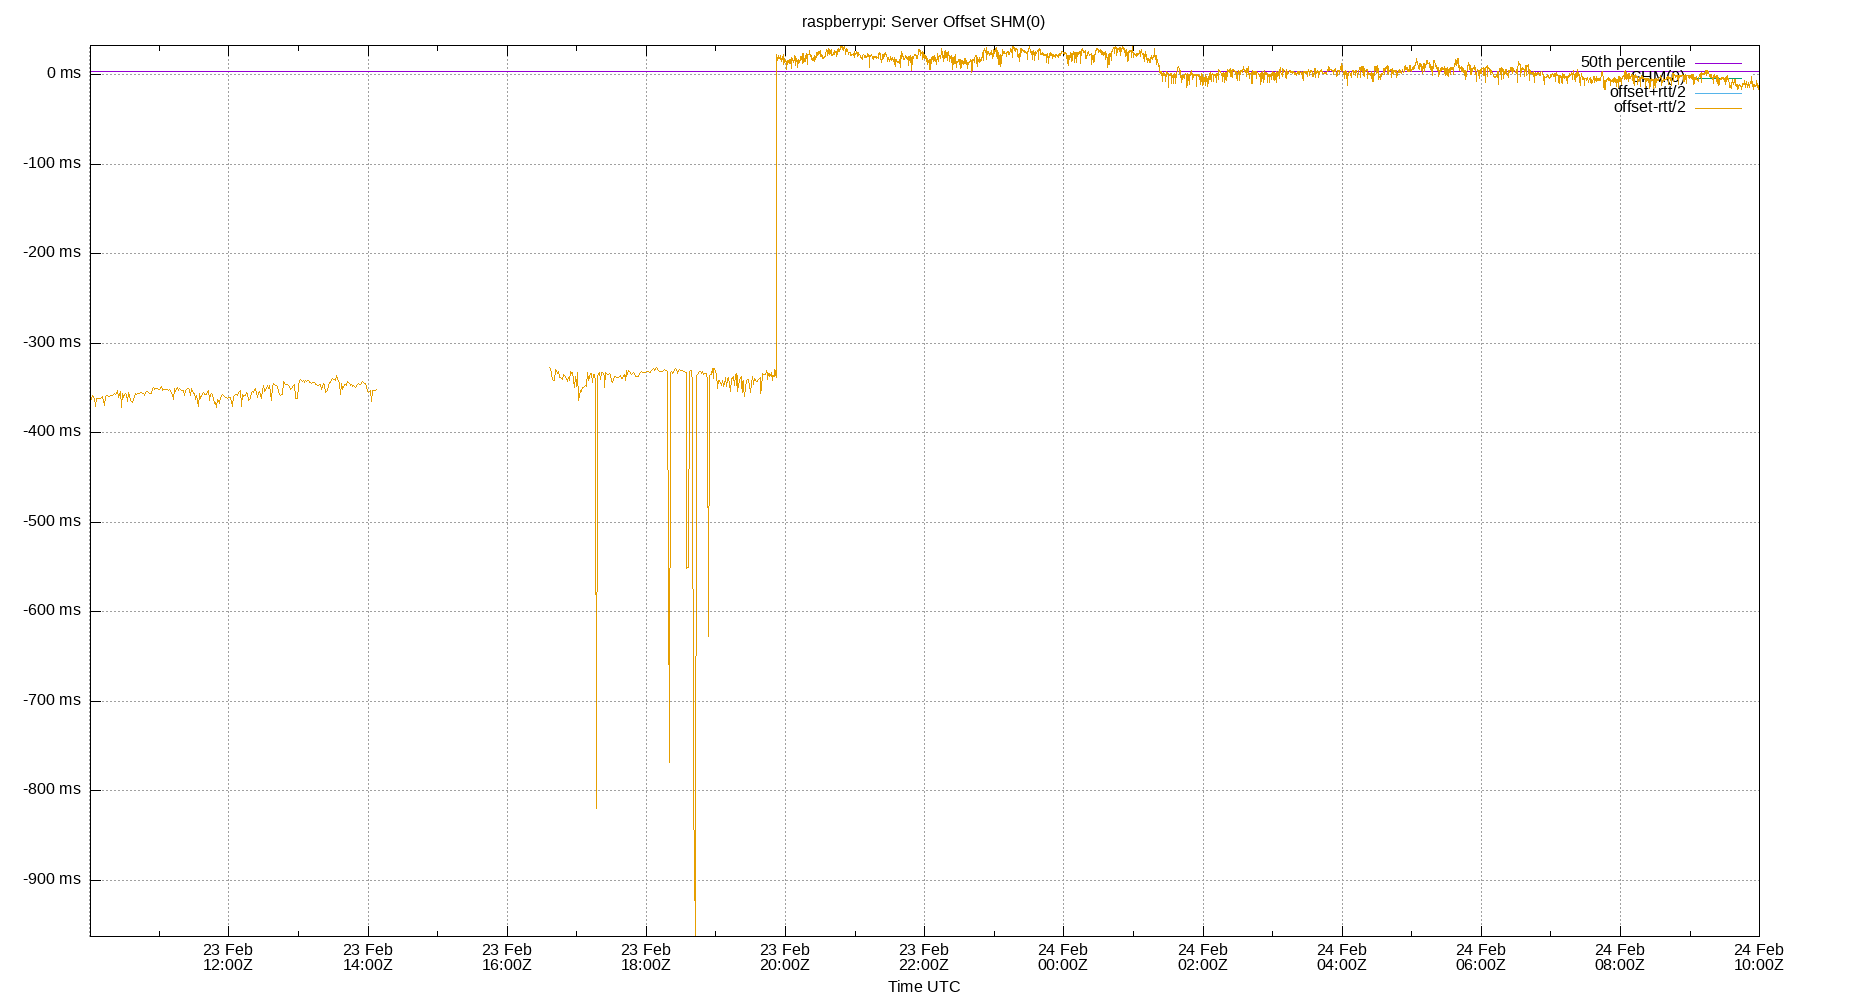 raspberrypi: Server Offset SHM(0)
0 ms
-100 ms
-200 ms
-300 ms
-400 ms
-500 ms
-600 ms
-700 ms
-800 ms
-900 ms
50th percentile
SHM(0)
offset+rtt/2
offset-rtt/2
23 Feb
12:00Z
23 Feb
14:00Z
23 Feb
16:00Z
23 Feb
18:00Z
23 Feb
20:00Z
23 Feb
22:00Z
24 Feb
00:00Z
24 Feb
02:00Z
24 Feb
04:00Z
24 Feb
06:00Z
24 Feb
08:00Z
24 Feb
10:00Z
Time UTC